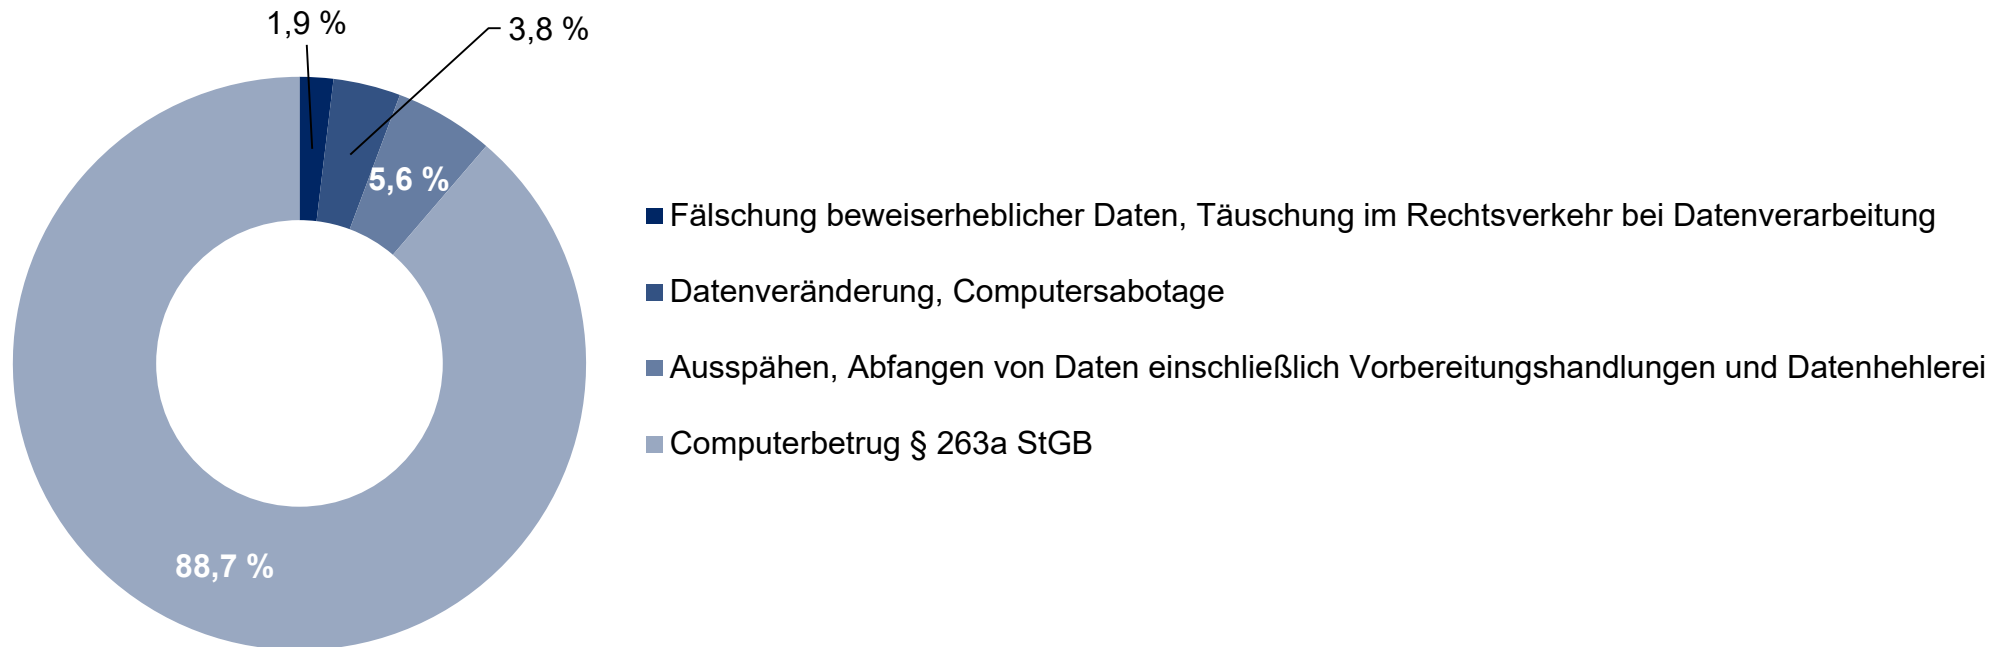 1,9 %
3,8 %
5,6 %
88,7 %
Fälschung beweiserheblicher Daten, Täuschung im Rechtsverkehr bei Datenverarbeitung
Datenveränderung, Computersabotage
Ausspähen, Abfangen von Daten einschließlich Vorbereitungshandlungen und Datenhehlerei
Computerbetrug § 263a StGB